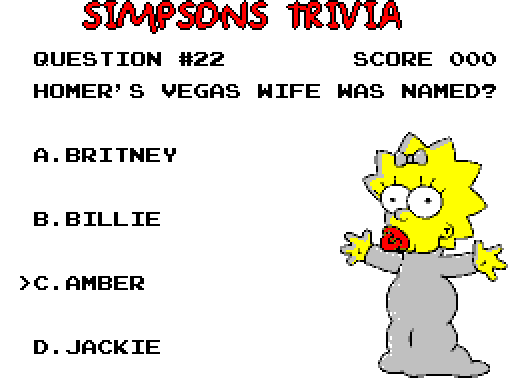 SIMPSONS TRIVIA
QUESTION #22 SCORE 000
HOMER'S VEGAS WIFE WAS NAMED?
A.BRITNEY
B.BILLIE
>C.AMBER
D.JACKIE